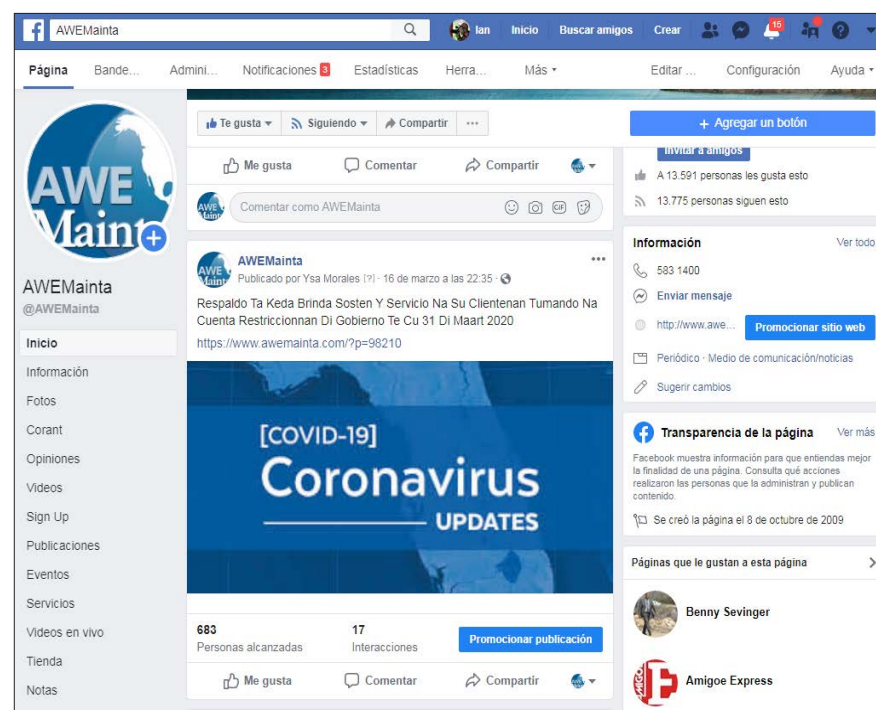 AWEMainta
Ian
Inicio
Buscar amigos
Crear
15
Página
Bande...
Admini...
Notificaciones 3
Estadísticas
Herra...
Más
Editar ...
Configuración
Ayuda
AWE
Mainta
AWEMainta
@AWEMainta
Inicio
Información
Fotos
Corant
Opiniones
Videos
Sign Up
Publicaciones
Eventos
Servicios
Videos en vivo
Tienda
Notas
Te gusta
Siguiendo
Compartir
...
Me gusta
Comentar
Compartir
Comentar como AWEMainta
GIF
AWEMainta
Publicado por Ysa Morales [?] · 16 de marzo a las 22:35 ·
Respaldo Ta Keda Brinda Sosten Y Servicio Na Su Clientenan Tumando Na
Cuenta Restriccionnan Di Gobierno Te Cu 31 Di Maart 2020
https://www.awemainta.com/?p=98210
[COVID-19]
Coronavirus
UPDATES
683
Personas alcanzadas
17
Interacciones
Promocionar publicación
Me gusta
Comentar
Compartir
+ Agregar un botón
Invitar a amigos
A 13.591 personas les gusta esto
13.775 personas siguen esto
Información
Ver todo
583 1400
Enviar mensaje
http://www.awe...
Promocionar sitio web
Periódico · Medio de comunicación/noticias
Sugerir cambios
Transparencia de la página
Ver más
Facebook muestra información para que entiendas mejor
la finalidad de una página. Consulta qué acciones
realizaron las personas que la administran y publican
contenido.
Se creó la página el 8 de octubre de 2009
Páginas que le gustan a esta página
Benny Sevinger
Amigoe Express